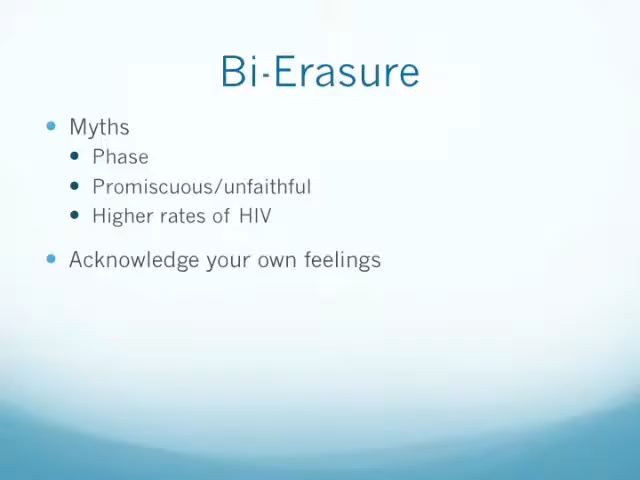 Bi-Erasure
Myths
Phase
Promiscuous/unfaithful
Higher rates of HIV
Acknowledge your own feelings